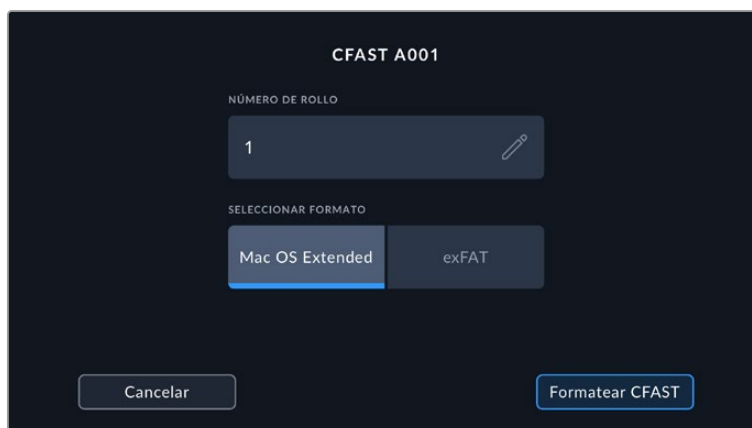 CFAST A001
NÚMERO DE ROLLO
1
SELECCIONAR FORMATO
Mac OS Extended exFAT
Cancelar Formatear CFAST